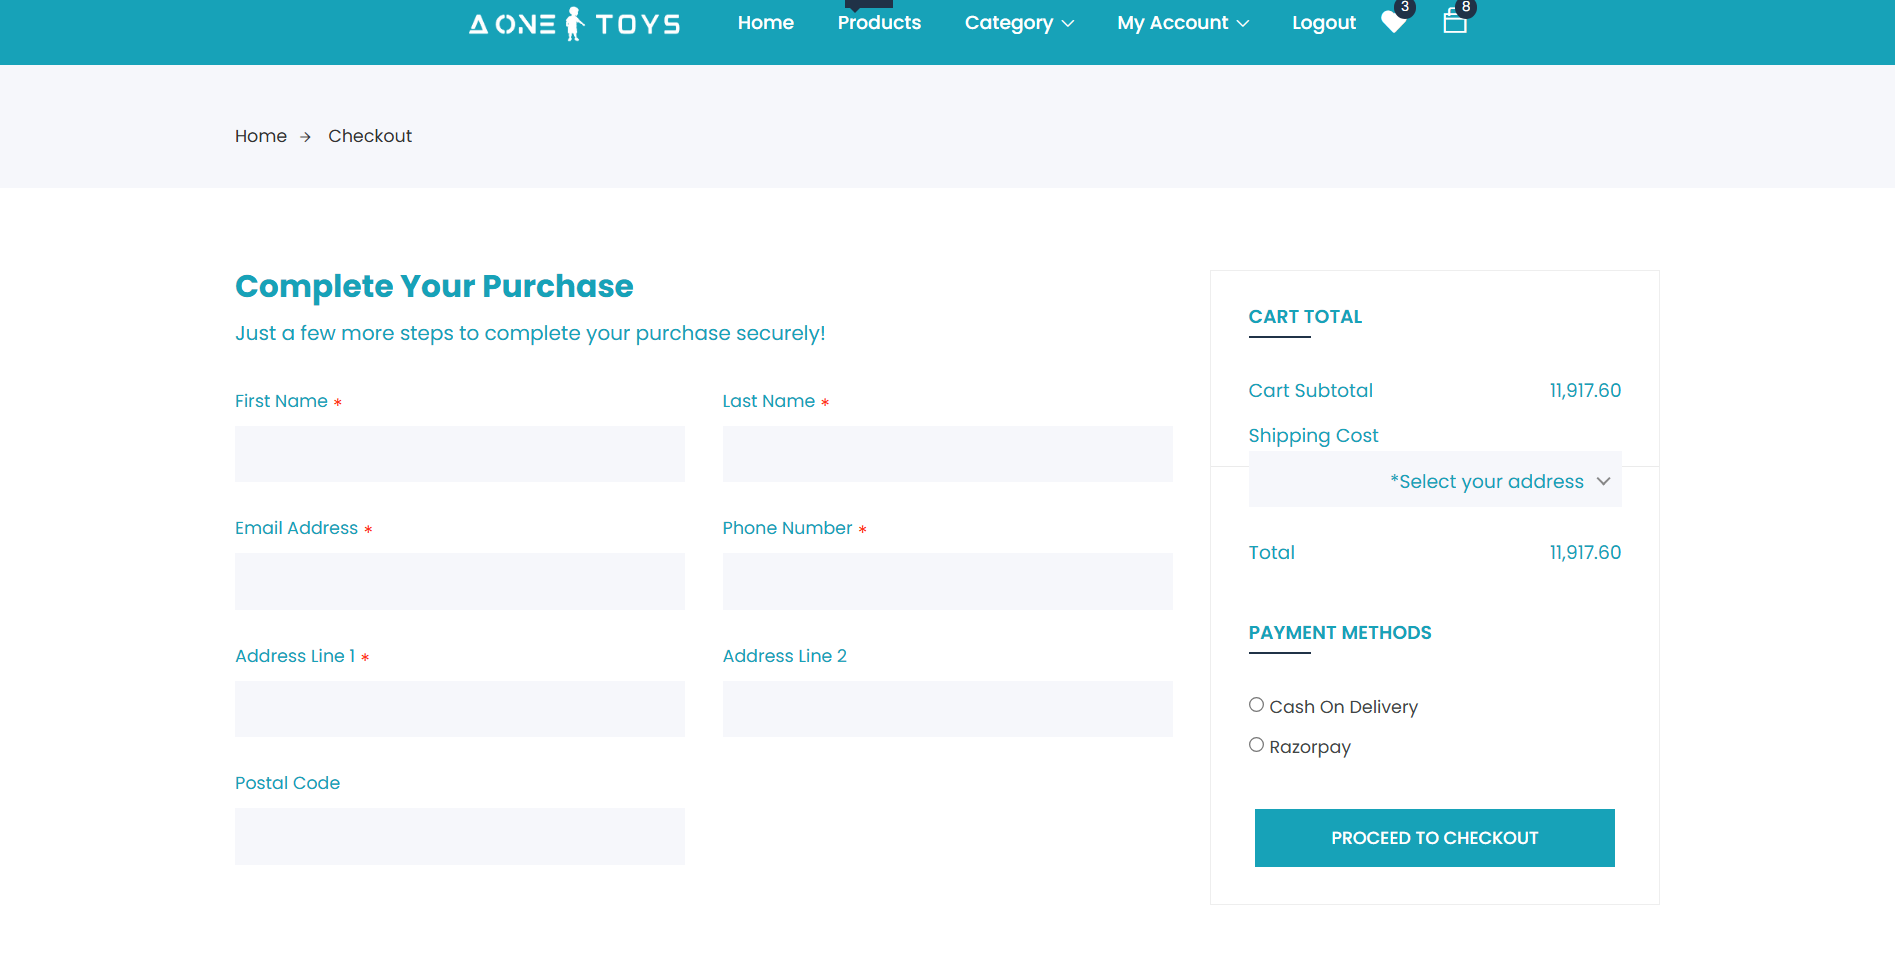 A ONE TOYS
Home
Products
Category
My Account
Logout
3
8
Home → Checkout
Complete Your Purchase
Just a few more steps to complete your purchase securely!
First Name *
Last Name *
Email Address *
Phone Number *
Address Line 1 *
Address Line 2
Postal Code
CART TOTAL
Cart Subtotal 11,917.60
Shipping Cost
*Select your address
Total 11,917.60
PAYMENT METHODS
Cash On Delivery
Razorpay
PROCEED TO CHECKOUT